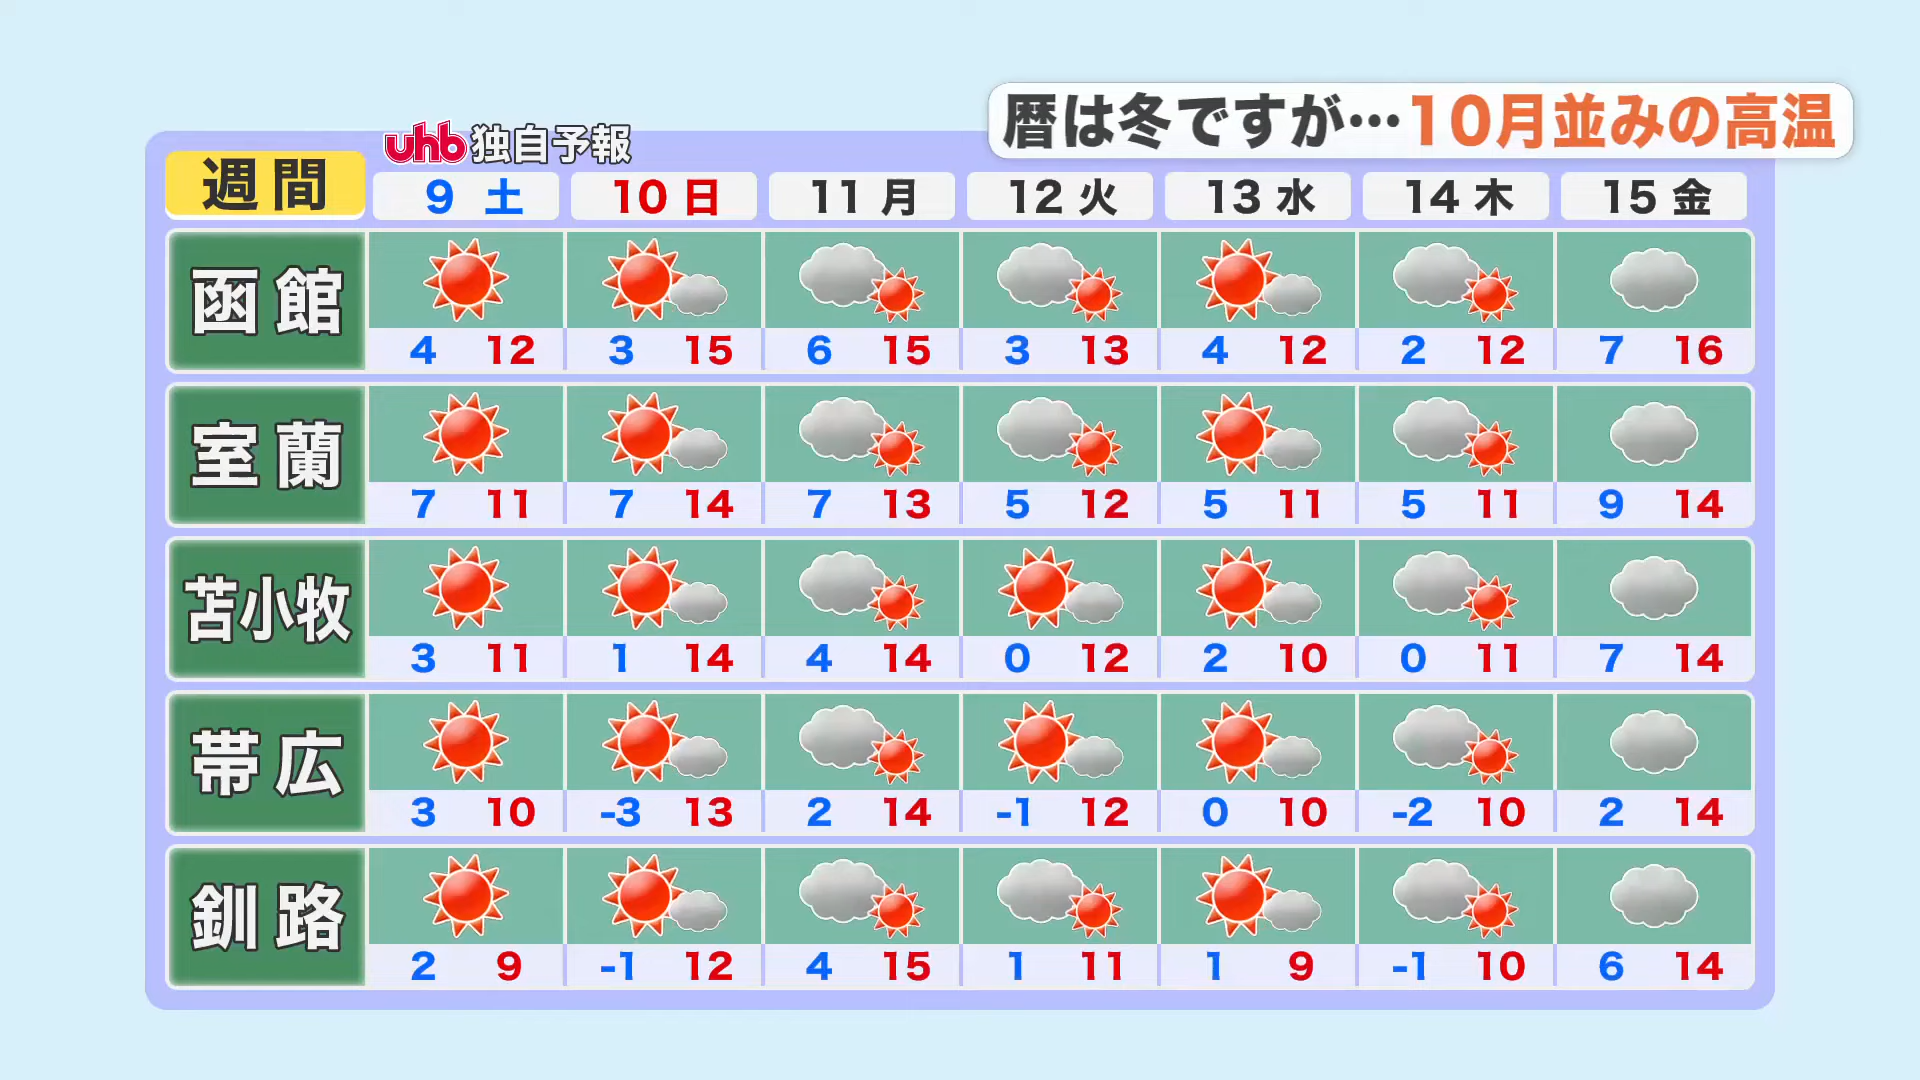 暦は冬ですが…10月並みの高温
uhb 独自予報
週間 9 土 10 日 11 月 12 火 13 水 14 木 15 金
函館
4 12 3 15 6 15 3 13 4 12 2 12 7 16
室蘭
7 11 7 14 7 13 5 12 5 11 5 11 9 14
苫小牧
3 11 1 14 4 14 0 12 2 10 0 11 7 14
帯広
3 10 -3 13 2 14 -1 12 0 10 -2 10 2 14
釧路
2 9 -1 12 4 15 1 11 1 9 -1 10 6 14